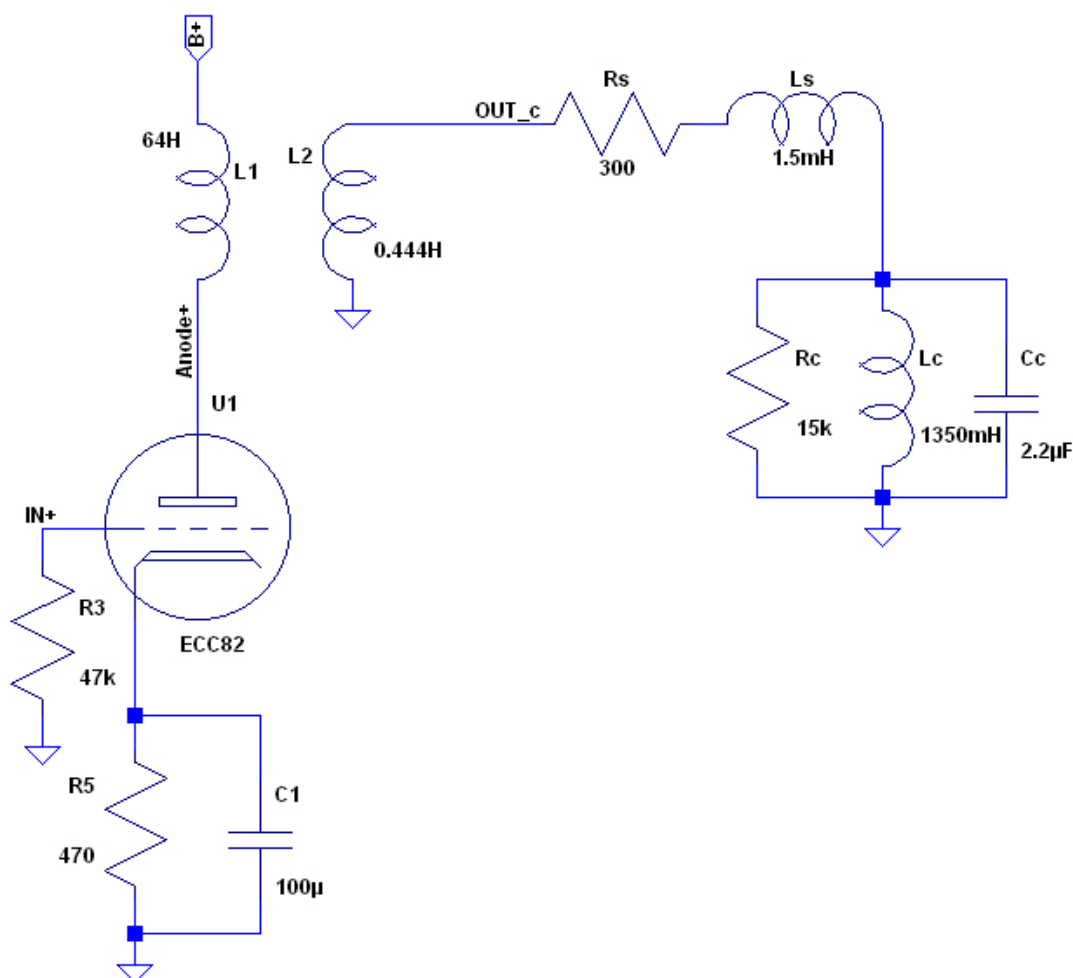 B+
Rs
Ls
OUT_c
64H
L1
L2
300
1.5mH
0.444H
Anode+
U1
Rc
Lc
Cc
15k
1350mH
2.2µF
IN+
R3
ECC82
47k
R5
C1
470
100µ